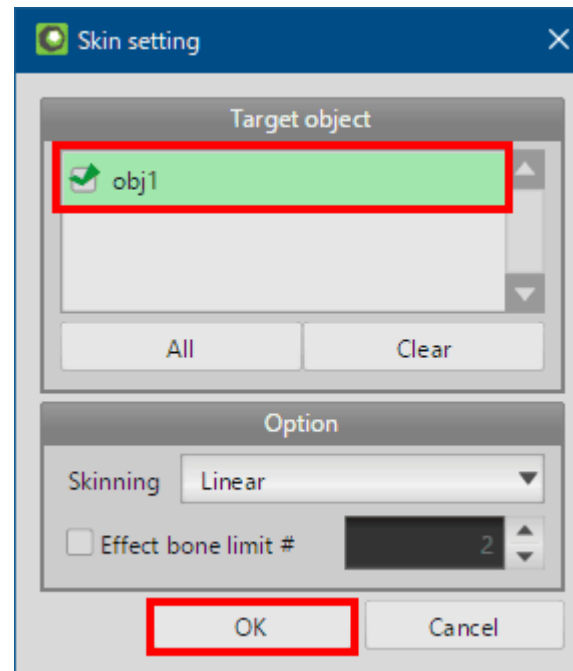 Skin setting
Target object
obj1
All Clear
Option
Skinning Linear
Effect bone limit # 2
OK Cancel